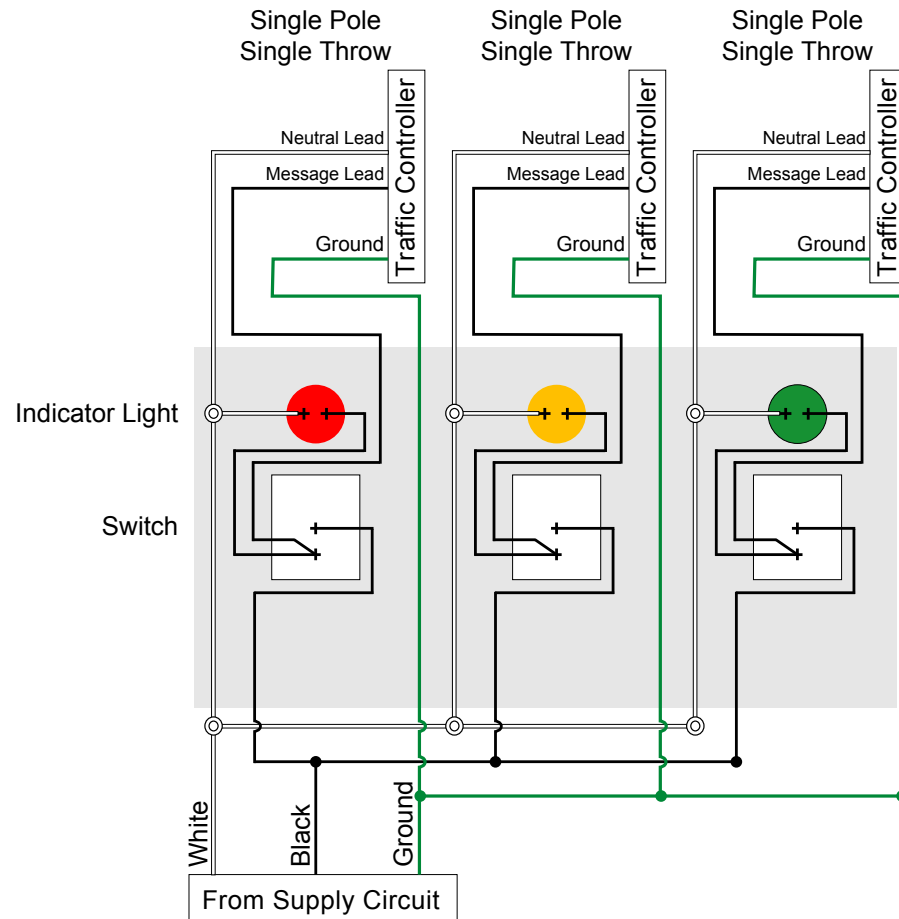 Single Pole
Single Throw
Single Pole
Single Throw
Single Pole
Single Throw
Neutral Lead
Message Lead
Ground
Traffic Controller
Neutral Lead
Message Lead
Ground
Traffic Controller
Neutral Lead
Message Lead
Ground
Traffic Controller
Indicator Light
Switch
White
Black
Ground
From Supply Circuit